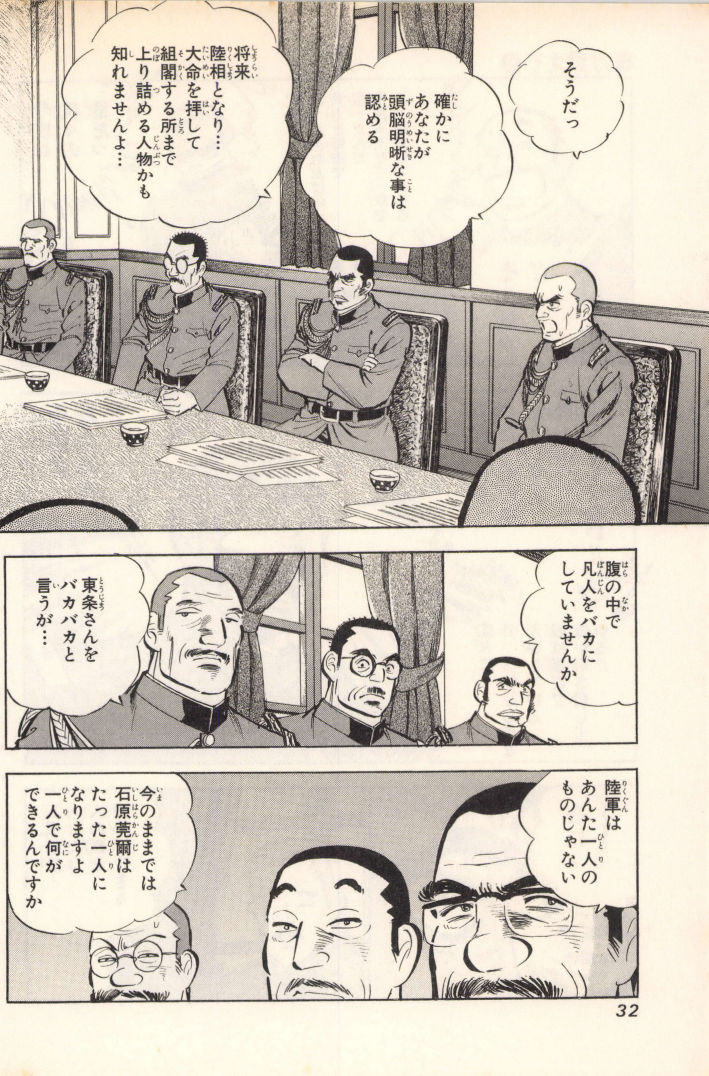 そうだっ
確かに
あなたが
頭脳明晰な事は
認める
将来
陸相となり…
大命を拝して
組閣する所まで
上り詰める人物かも
知れませんよ…
腹の中で
凡人をバカに
していませんか
東条さんを
バカバカと
言うが…
陸軍は
あんた一人の
ものじゃない
今のままでは
石原莞爾は
たった一人に
なりますよ
一人で何が
できるんですか
32